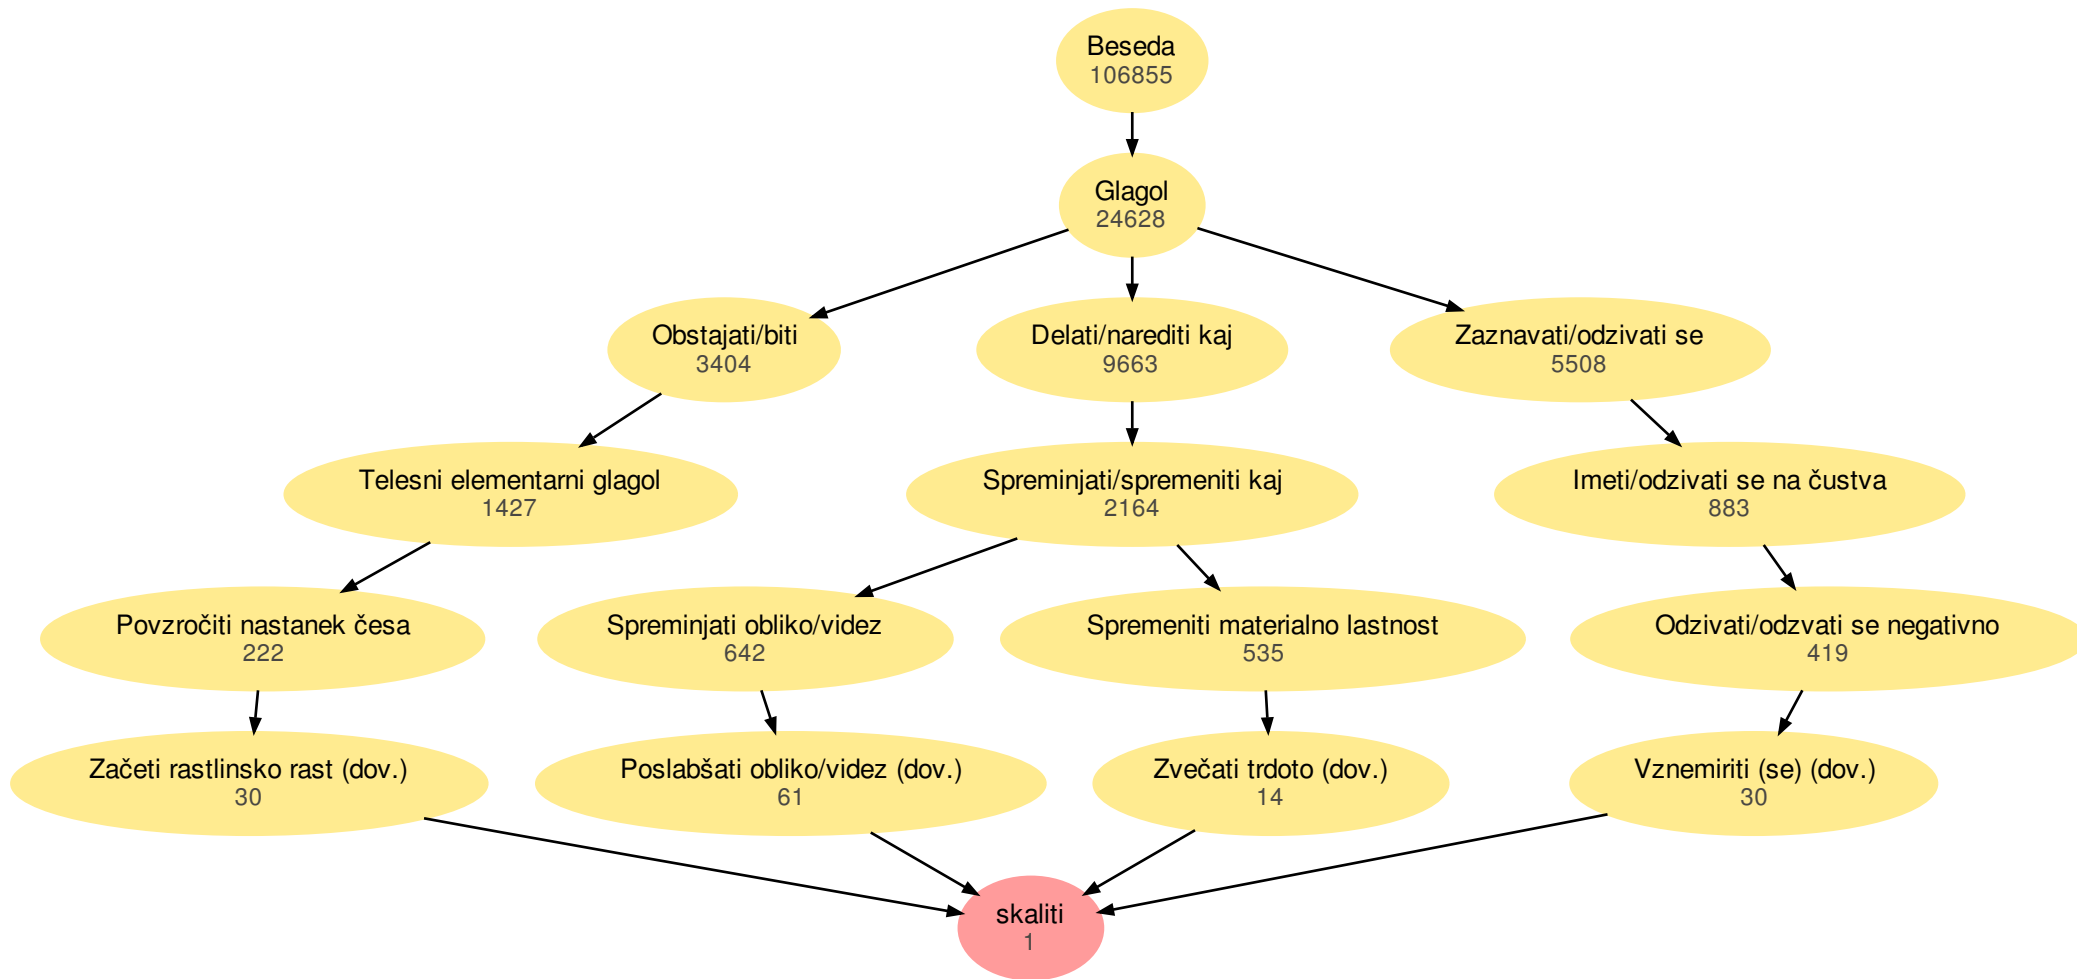 Beseda
106855
Glagol
24628
Obstajati/biti
3404
Delati/narediti kaj
9663
Zaznavati/odzivati se
5508
Telesni elementarni glagol
1427
Spreminjati/spremeniti kaj
2164
Imeti/odzivati se na čustva
883
Povzročiti nastanek česa
222
Spreminjati obliko/videz
642
Spremeniti materialno lastnost
535
Odzivati/odzvati se negativno
419
Začeti rastlinsko rast (dov.)
30
Poslabšati obliko/videz (dov.)
61
Zvečati trdoto (dov.)
14
Vznemiriti (se) (dov.)
30
skaliti
1